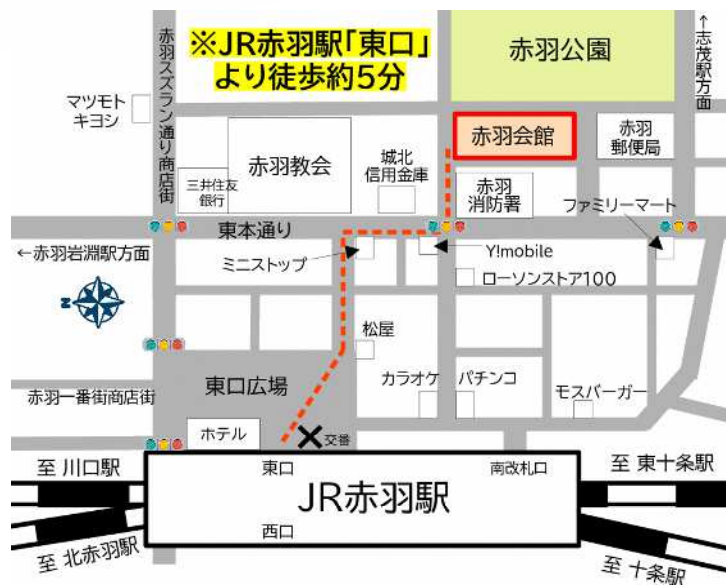 ※JR赤羽駅「東口」
より徒歩約5分
赤羽公園
←志茂駅方面
赤羽スズラン通り商店街
マツモト
キヨシ
赤羽会館
赤羽
郵便局
赤羽教会
城北
信用金庫
三井住友
銀行
赤羽
消防署
ファミリーマート
東本通り
←赤羽岩淵駅方面
ミニストップ
Y!mobile
ローソンストア100
N
松屋
東口広場
カラオケ
パチンコ
モスバーガー
赤羽一番街商店街
ホテル
交番
至 川口駅
東口
南改札口
至 東十条駅
JR赤羽駅
西口
至 北赤羽駅
至 十条駅